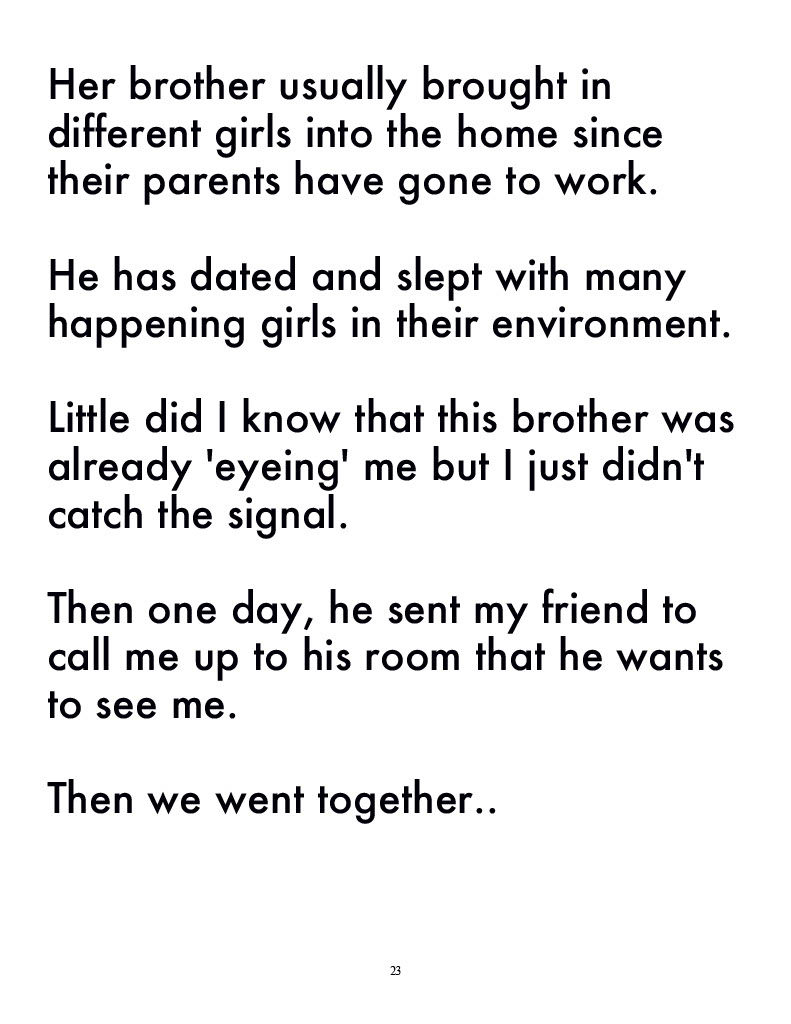 Her brother usually brought in
different girls into the home since
their parents have gone to work.
He has dated and slept with many
happening girls in their environment.
Little did I know that this brother was
already 'eyeing' me but I just didn't
catch the signal.
Then one day, he sent my friend to
call me up to his room that he wants
to see me.
Then we went together..
23